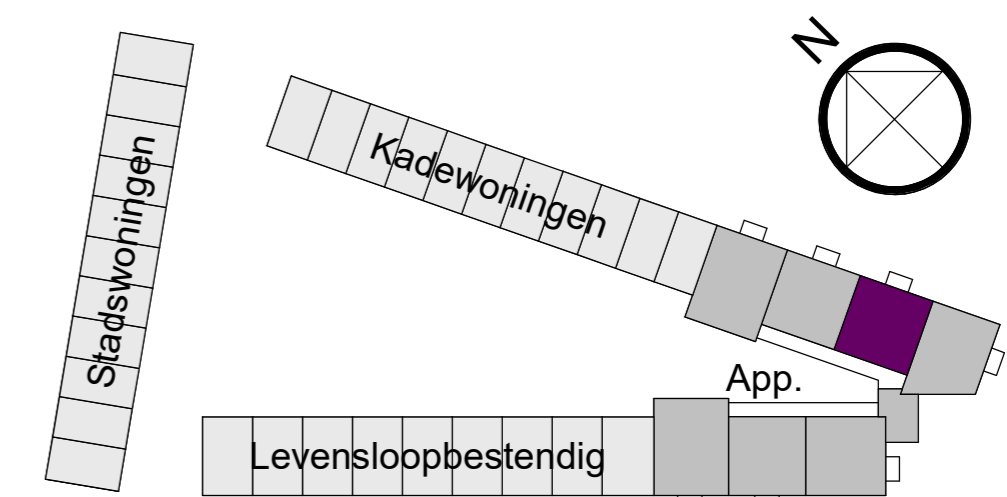 N
Kadewoningen
Stadswoningen
App.
Levensloopbestendig